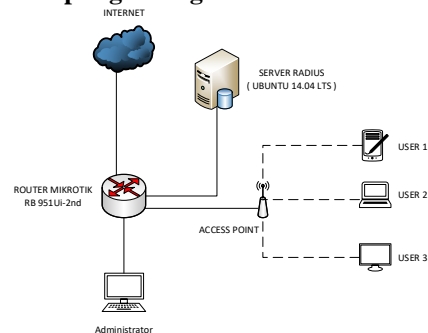 INTERNET
SERVER RADIUS
( UBUNTU 14.04 LTS )
USER 1
ROUTER MIKROTIK
RB 951Ui-2nd
USER 2
ACCESS POINT
USER 3
Administrator